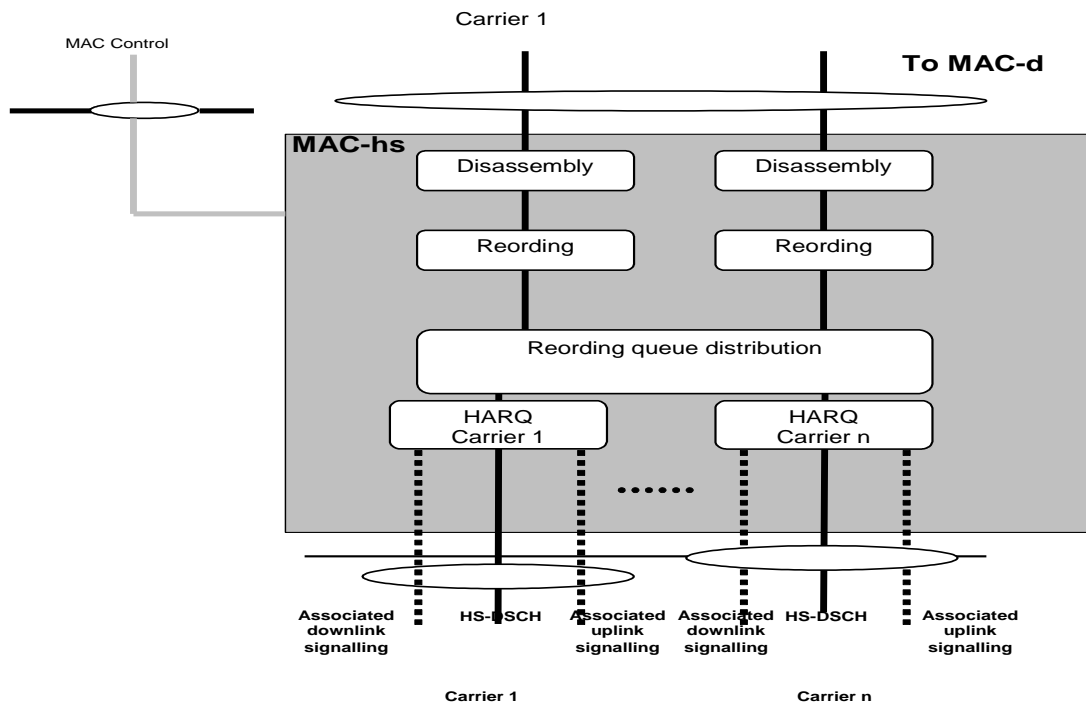 Carrier 1
MAC Control
To MAC-d
MAC-hs
Disassembly
Disassembly
Reording
Reording
Reording queue distribution
HARQ
Carrier 1
HARQ
Carrier n
Associated
downlink
signalling
HS-DSCH
Associated
uplink
signalling
Associated
downlink
signalling
HS-DSCH
Associated
uplink
signalling
Carrier 1
Carrier n